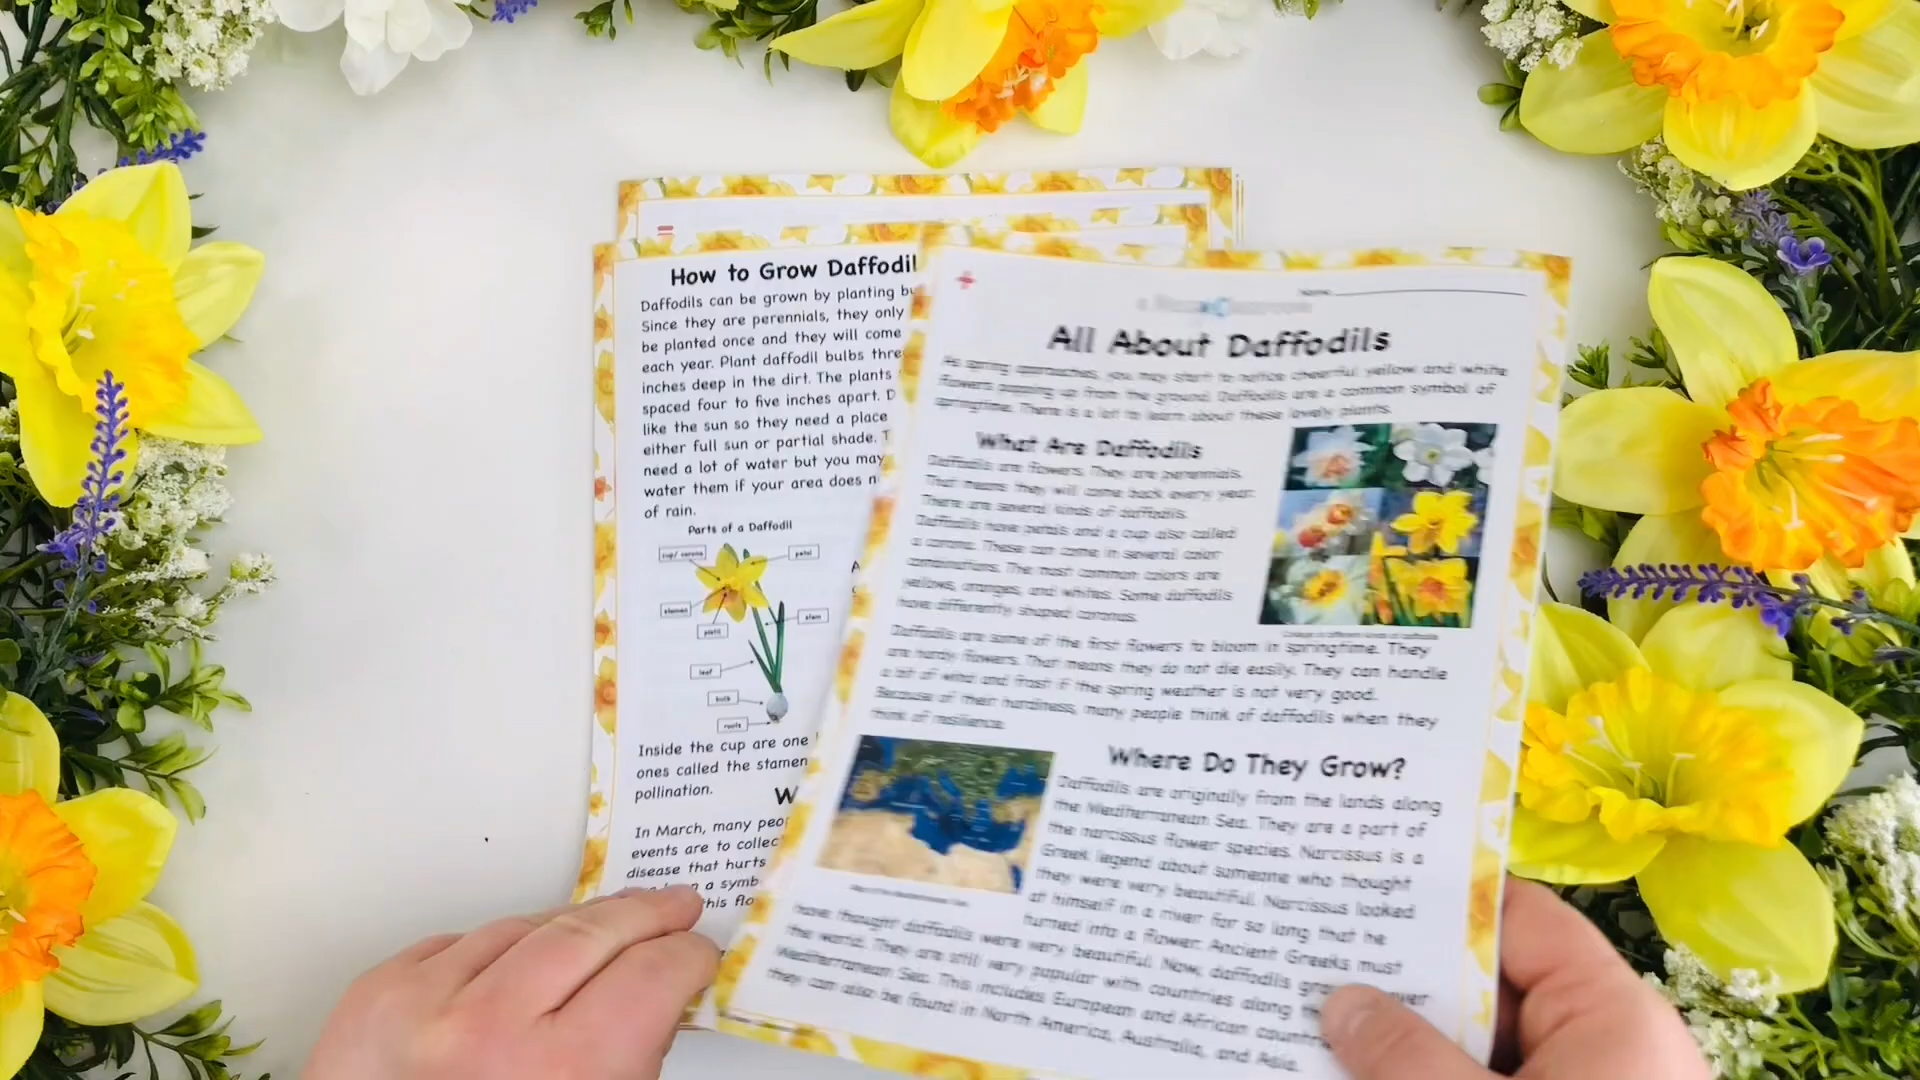 How to Grow Daffodil
Daffodils can be grown by planting bu
Since they are perennials, they only
be planted once and they will come
each year. Plant daffodil bulbs thre
inches deep in the dirt. The plants
spaced four to five inches apart. D
like the sun so they need a place
either full sun or partial shade. T
need a lot of water but you may
water them if your area does n
of rain.
Parts of a Daffodil
cup/ corona
petal
stamen
pistil
stem
leaf
bulb
roots
Inside the cup are one
ones called the stamen
pollination.
W
In March, many peo
events are to collec
disease that hurts
a symb
this flo
Name
All About Daffodils
As spring approaches, you may start to notice cheerful yellow and white
flowers popping up from the ground. Daffodils are a common symbol of
springtime. There is a lot to learn about these lovely plants.
What Are Daffodils
Daffodils are flowers. They are perennials.
That means they will come back every year.
There are several kinds of daffodils.
Daffodils have petals and a cup also called
a corona. These can come in several color
combinations. The most common colors are
yellows, oranges, and whites. Some daffodils
have differently shaped coronas.
Daffodils are some of the first flowers to bloom in springtime. They
are hardy flowers. That means they do not die easily. They can handle
a bit of wind and frost if the spring weather is not very good.
Because of their hardiness, many people think of daffodils when they
think of resilience.
Where Do They Grow?
Daffodils are originally from the lands along
the Mediterranean Sea. They are a part of
the narcissus flower species. Narcissus is a
Greek legend about someone who thought
they were very beautiful. Narcissus looked
at himself in a river for so long that he
turned into a flower. Ancient Greeks must
have thought daffodils were very beautiful. Now, daffodils grow over
the world. They are still very popular with countries along the
Mediterranean Sea. This includes European and African countrie
they can also be found in North America, Australia, and Asia.